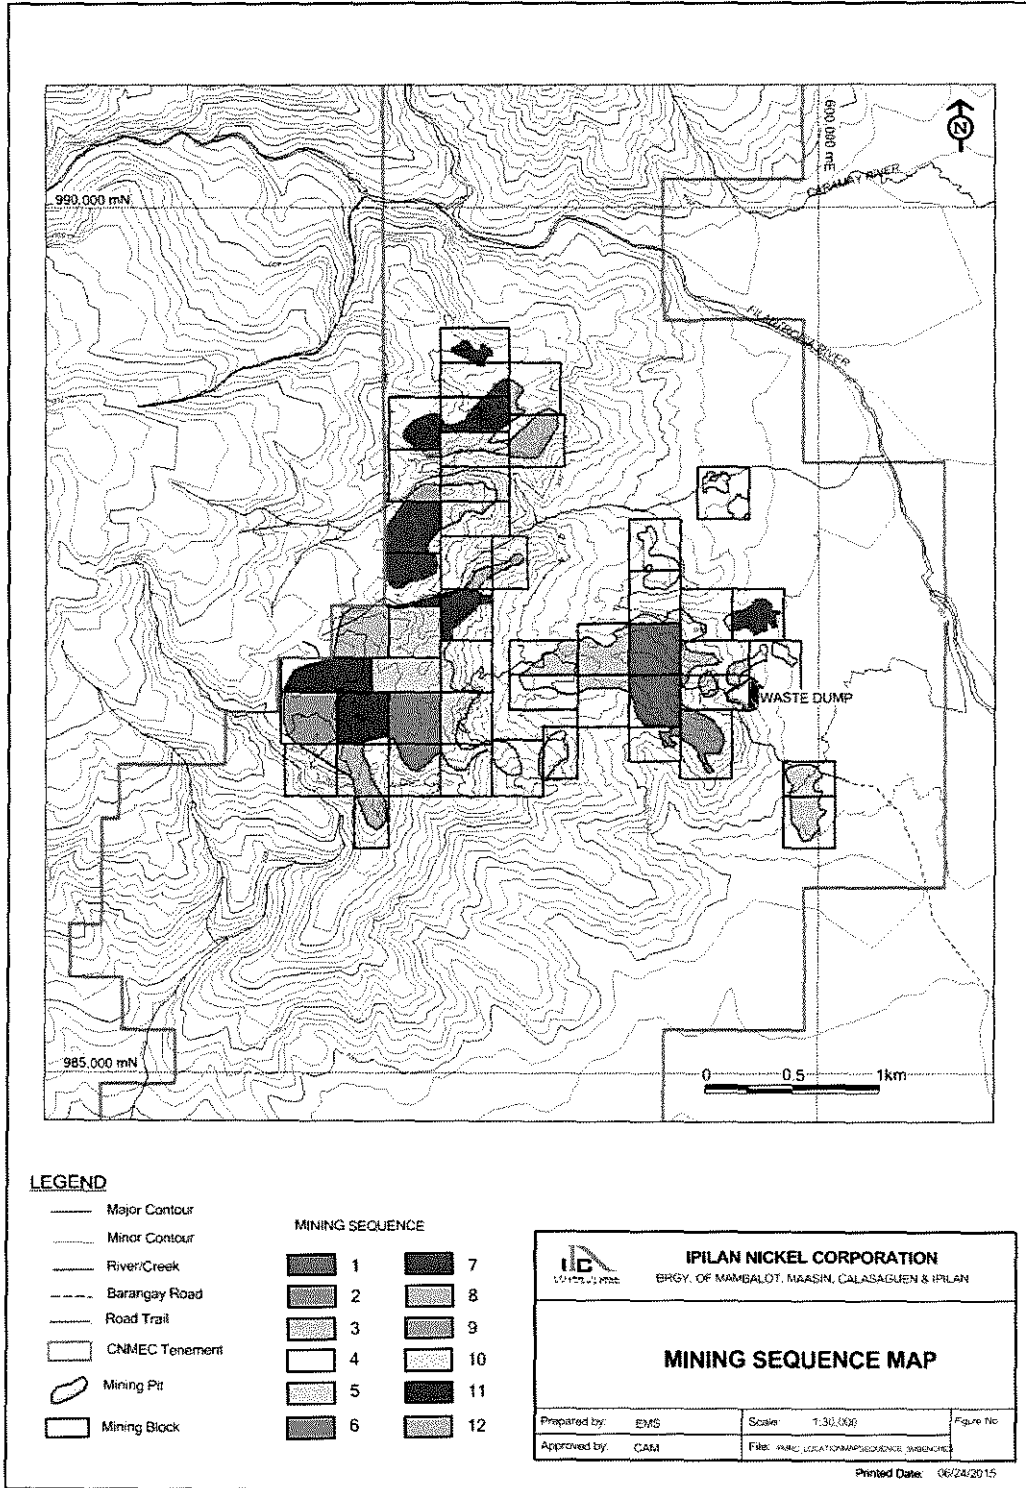 600,000 mE
N
CARAMAY RIVER
990,000 mN
RIVER
WASTE DUMP
985,000 mN
0 0.5 1km
LEGEND
Major Contour
Minor Contour
River/Creek
Barangay Road
Road Trail
CNMEC Tenement
Mining Pit
Mining Block
MINING SEQUENCE
1 7
2 8
3 9
4 10
5 11
6 12
IPILAN NICKEL CORPORATION
BRGY. OF MAMBALOT, MAASIN, CALASAGUEN & IPILAN
MINING SEQUENCE MAP
Prepared by: EMS
Scale: 1:30,000
Figure No
Approved by: CAM
File:
Printed Date: 06/24/2015